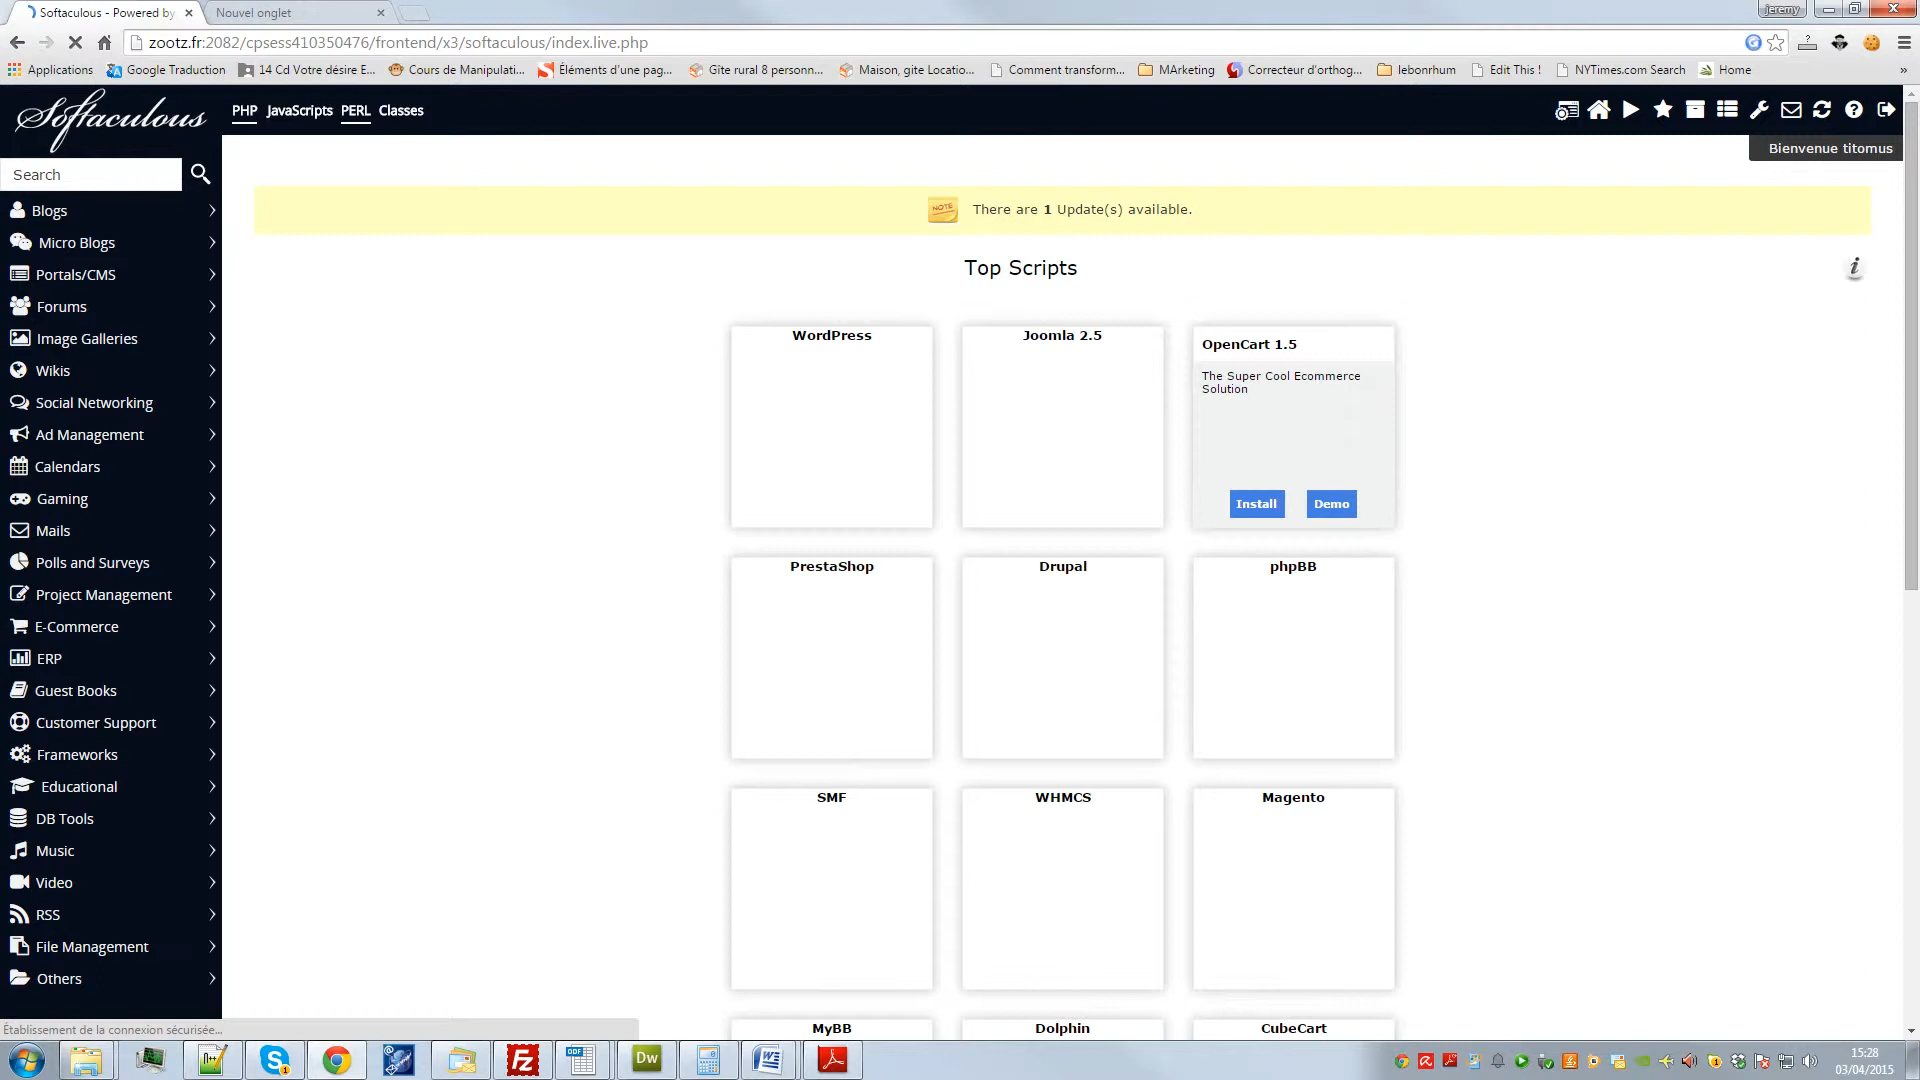 Softaculous - Powered by
Nouvel onglet
jeremy
zootz.fr:2082/cpsess410350476/frontend/x3/softaculous/index.live.php
Applications
Google Traduction
14 Cd Votre désire E...
Cours de Manipulati...
Éléments d'une pag...
Gîte rural 8 personn...
Maison, gite Locatio...
Comment transform...
MArketing
Correcteur d'orthog...
lebonrhum
Edit This !
NYTimes.com Search
Home
»
Softaculous
PHP JavaScripts PERL Classes
Bienvenue titomus
Search
NOTE
There are 1 Update(s) available.
Top Scripts
i
Blogs
Micro Blogs
Portals/CMS
Forums
Image Galleries
Wikis
Social Networking
Ad Management
Calendars
Gaming
Mails
Polls and Surveys
Project Management
E-Commerce
ERP
Guest Books
Customer Support
Frameworks
Educational
DB Tools
Music
Video
RSS
File Management
Others
WordPress
Joomla 2.5
OpenCart 1.5
The Super Cool Ecommerce
Solution
Install
Demo
PrestaShop
Drupal
phpBB
SMF
WHMCS
Magento
MyBB
Dolphin
CubeCart
Établissement de la connexion sécurisée...
Dw
15:28
03/04/2015